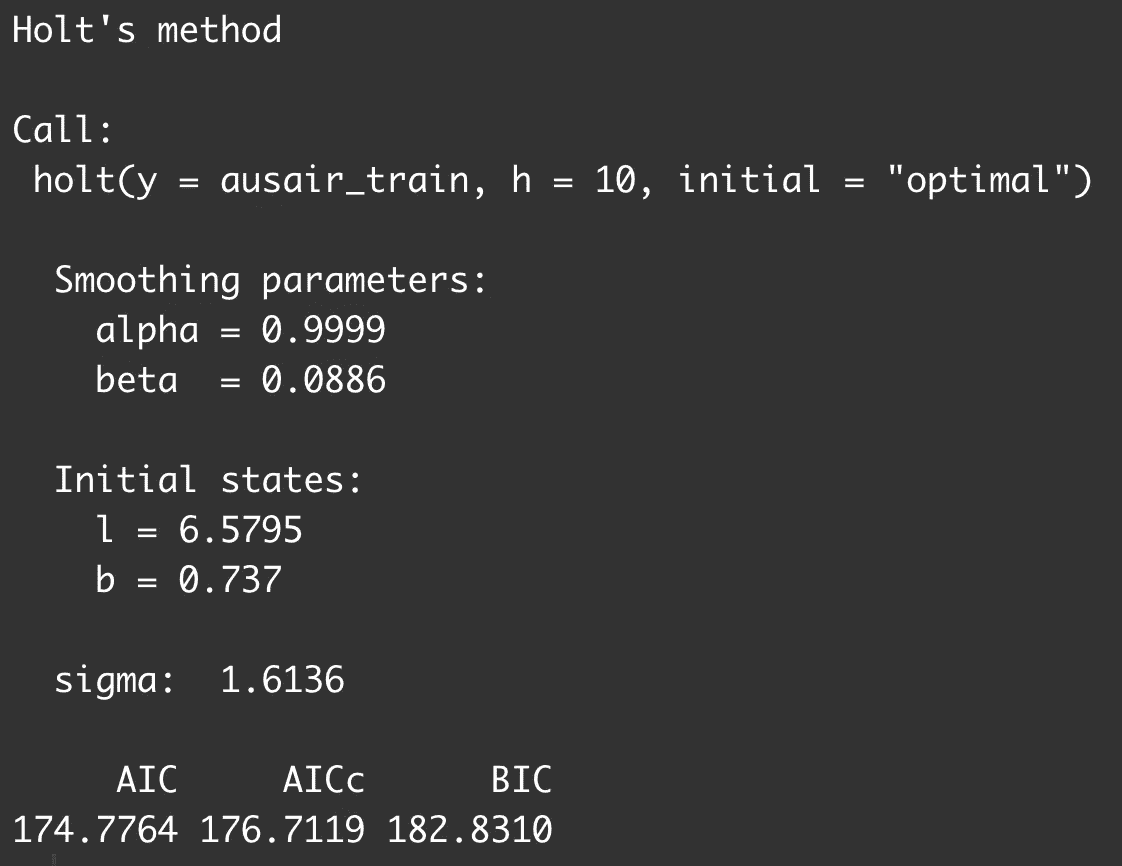 Holt's method
Call:
holt(y = ausair_train, h = 10, initial = "optimal")
Smoothing parameters:
alpha = 0.9999
beta  = 0.0886
Initial states:
l = 6.5795
b = 0.737
sigma:  1.6136
AIC     AICc      BIC
174.7764 176.7119 182.8310